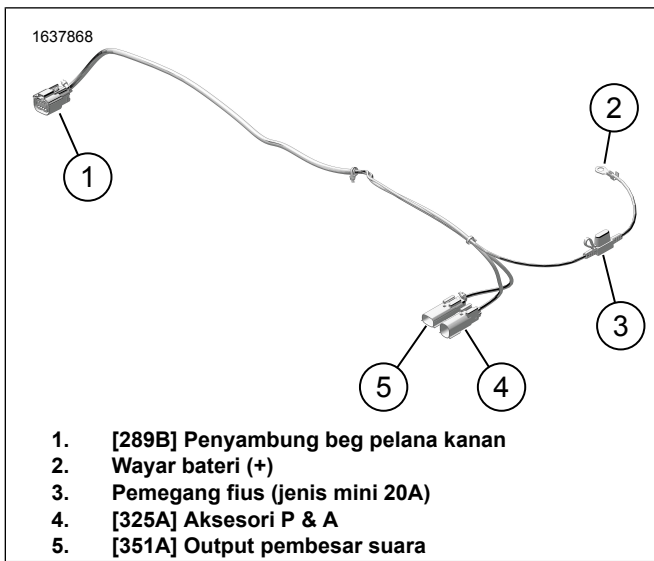 1637868
1
2
3
5
4
1. [289B] Penyambung beg pelana kanan
2. Wayar bateri (+)
3. Pemegang fius (jenis mini 20A)
4. [325A] Aksesori P & A
5. [351A] Output pembesar suara